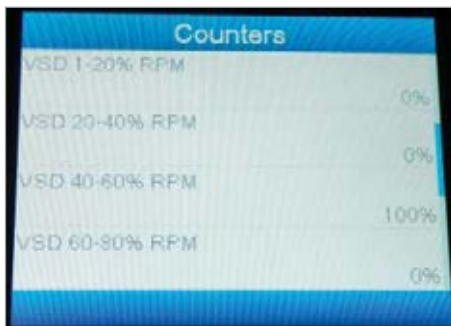 Counters
VSD 1-20% RPM
0%
VSD 20-40% RPM
0%
VSD 40-60% RPM
100%
VSD 60-80% RPM
0%